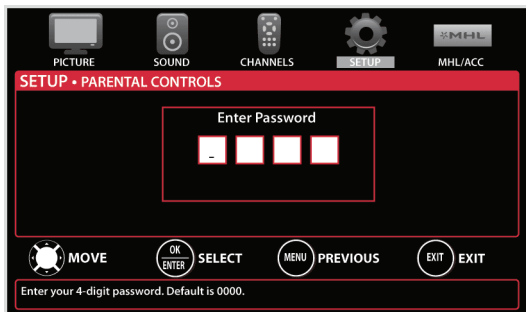 MHL
PICTURE SOUND CHANNELS SETUP MHL/ACC
SETUP • PARENTAL CONTROLS
Enter Password
-
OK
ENTER
MOVE SELECT MENU PREVIOUS EXIT EXIT
Enter your 4-digit password. Default is 0000.